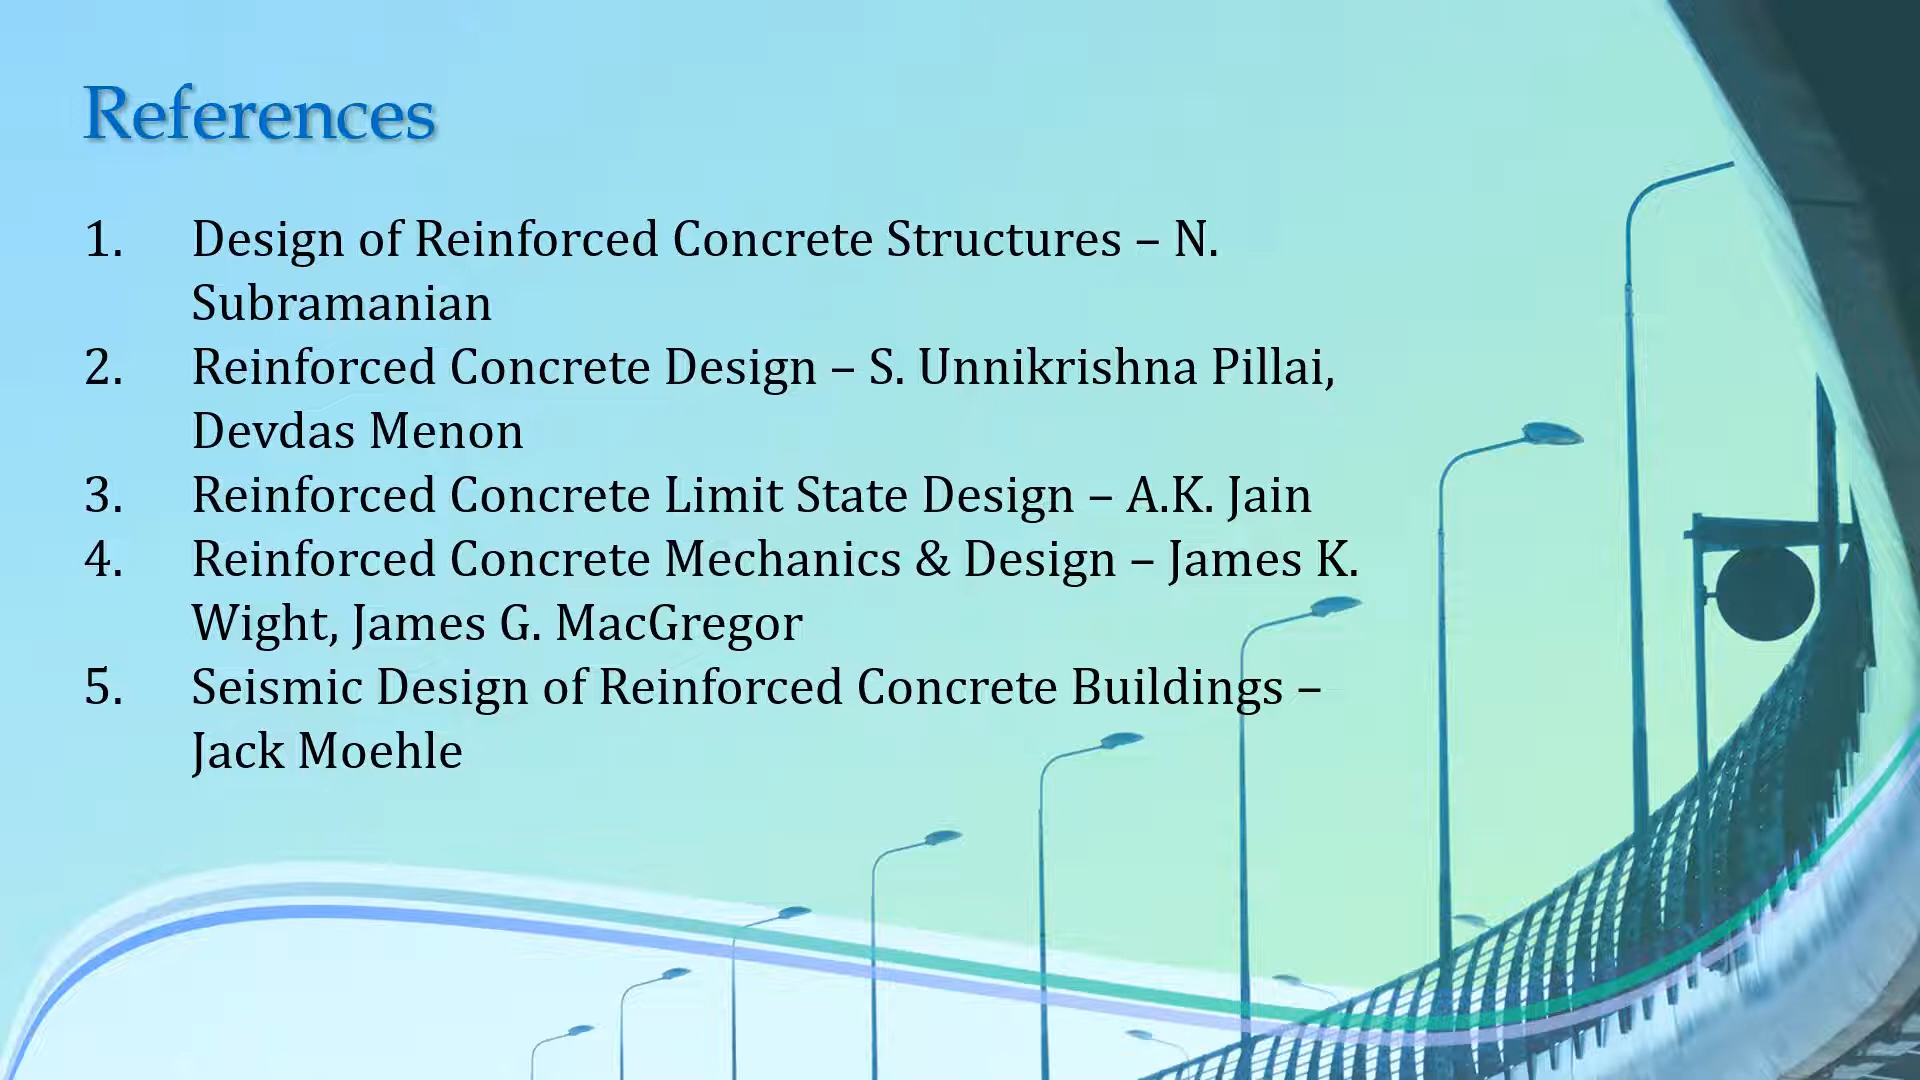 References
1. Design of Reinforced Concrete Structures – N.
Subramanian
2. Reinforced Concrete Design – S. Unnikrishna Pillai,
Devdas Menon
3. Reinforced Concrete Limit State Design – A.K. Jain
4. Reinforced Concrete Mechanics & Design – James K.
Wight, James G. MacGregor
5. Seismic Design of Reinforced Concrete Buildings –
Jack Moehle